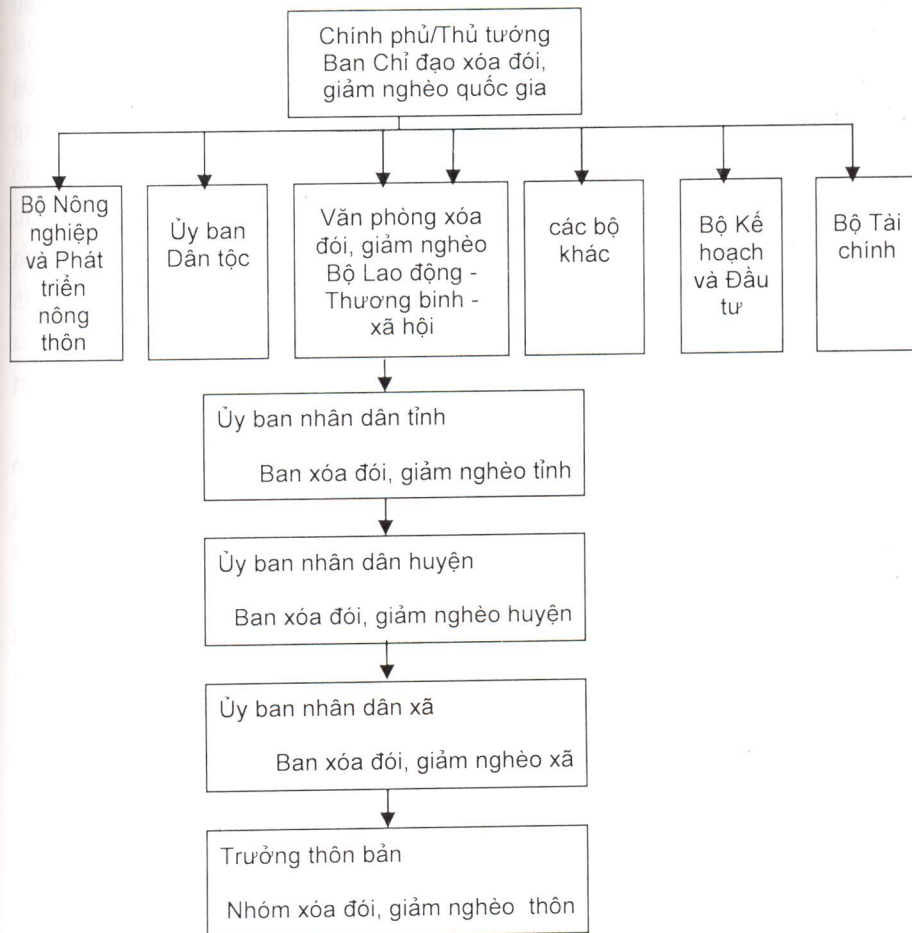 Chính phủ/Thủ tướng
Ban Chỉ đạo xóa đói,
giảm nghèo quốc gia
Bộ Nông
nghiệp
và Phát
triển
nông
thôn
Ủy ban
Dân tộc
Văn phòng xóa
đói, giảm nghèo
Bộ Lao động -
Thương binh -
xã hội
các bộ
khác
Bộ Kế
hoạch
và Đầu
tư
Bộ Tài
chính
Ủy ban nhân dân tỉnh
Ban xóa đói, giảm nghèo tỉnh
Ủy ban nhân dân huyện
Ban xóa đói, giảm nghèo huyện
Ủy ban nhân dân xã
Ban xóa đói, giảm nghèo xã
Trưởng thôn bản
Nhóm xóa đói, giảm nghèo thôn